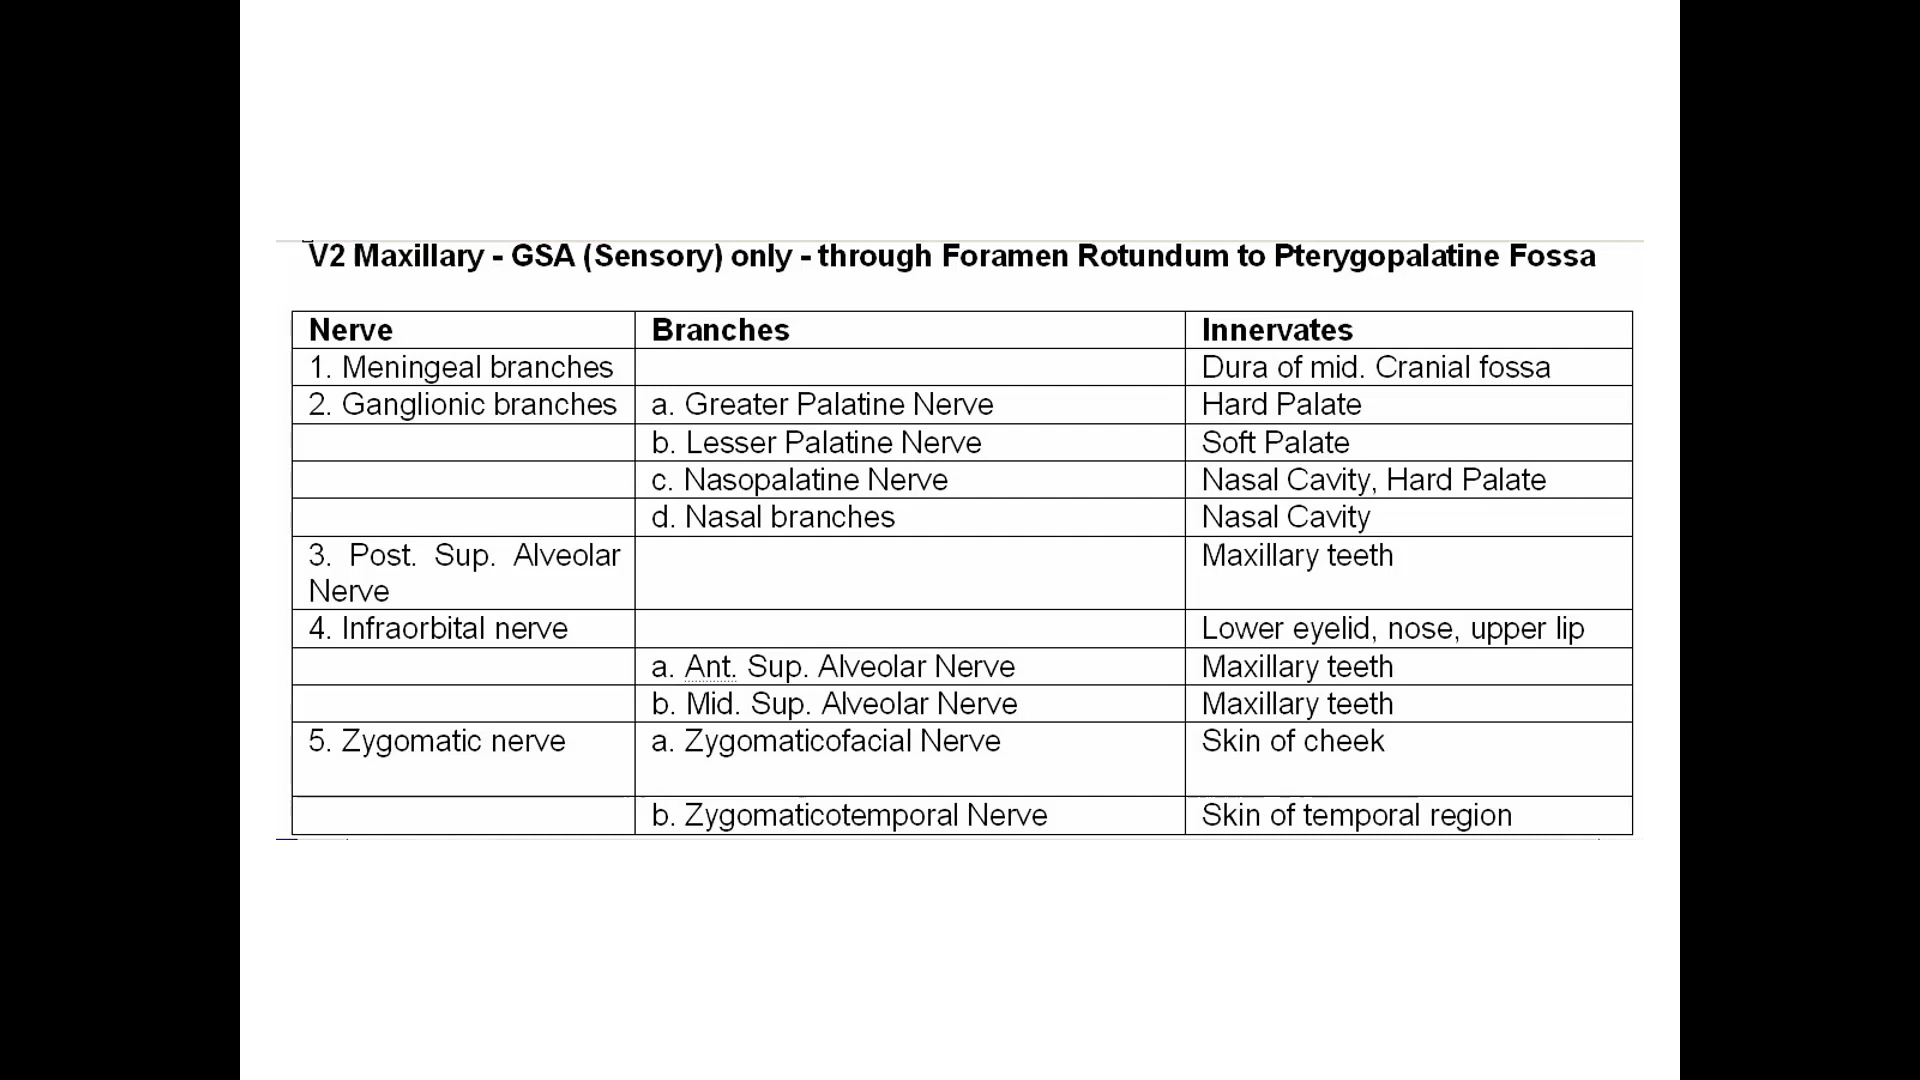 V2 Maxillary - GSA (Sensory) only - through Foramen Rotundum to Pterygopalatine Fossa
Nerve Branches Innervates
1. Meningeal branches Dura of mid. Cranial fossa
2. Ganglionic branches a. Greater Palatine Nerve Hard Palate
b. Lesser Palatine Nerve Soft Palate
c. Nasopalatine Nerve Nasal Cavity, Hard Palate
d. Nasal branches Nasal Cavity
3. Post. Sup. Alveolar Maxillary teeth
Nerve
4. Infraorbital nerve Lower eyelid, nose, upper lip
a. Ant. Sup. Alveolar Nerve Maxillary teeth
b. Mid. Sup. Alveolar Nerve Maxillary teeth
5. Zygomatic nerve a. Zygomaticofacial Nerve Skin of cheek
b. Zygomaticotemporal Nerve Skin of temporal region